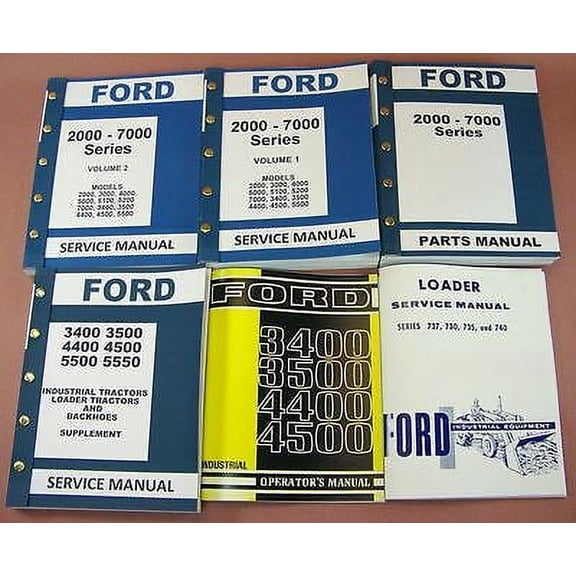 FORD
2000 - 7000
Series
VOLUME 2
MODELS
2000, 3000, 4000
5000, 5100, 5200
7000, 3400, 3500
4400, 4500, 5500
SERVICE MANUAL
FORD
2000 - 7000
Series
VOLUME 1
MODELS
2000, 3000, 4000
5000, 5100, 5200
7000, 3400, 3500
4400, 4500, 5500
SERVICE MANUAL
FORD
2000 - 7000
Series
PARTS MANUAL
FORD
3400 3500
4400 4500
5500 5550
INDUSTRIAL TRACTORS
LOADER TRACTORS
AND
BACKHOES
SUPPLEMENT
SERVICE MANUAL
FORD
3400
3500
4400
4500
INDUSTRIAL
OPERATOR'S MANUAL
LOADER
SERVICE MANUAL
SERIES 727, 730, 735, and 740
FORD
INDUSTRIAL EQUIPMENT